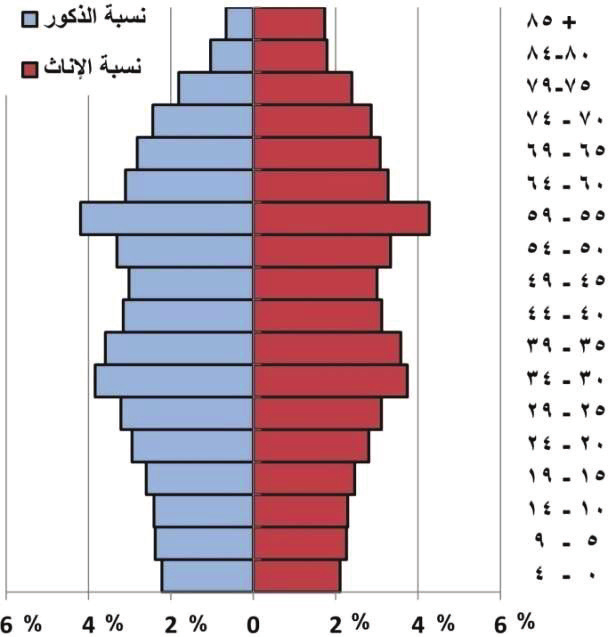 نسبة الذكور
نسبة الإناث
٨٥ +
٨٤-٨٠
٧٩-٧٥
٧٤ - ٧٠
٦٩ - ٦٥
٦٤ - ٦٠
٥٩ - ٥٥
٥٤ - ٥٠
٤٩ - ٤٥
٤٤ - ٤٠
٣٩ - ٣٥
٣٤ - ٣٠
٢٩ - ٢٥
٢٤ - ٢٠
١٩ - ١٥
١٤ - ١٠
٩ - ٥
٤ - ٠
6 % 4 % 2 % 0 2 % 4 % 6 %